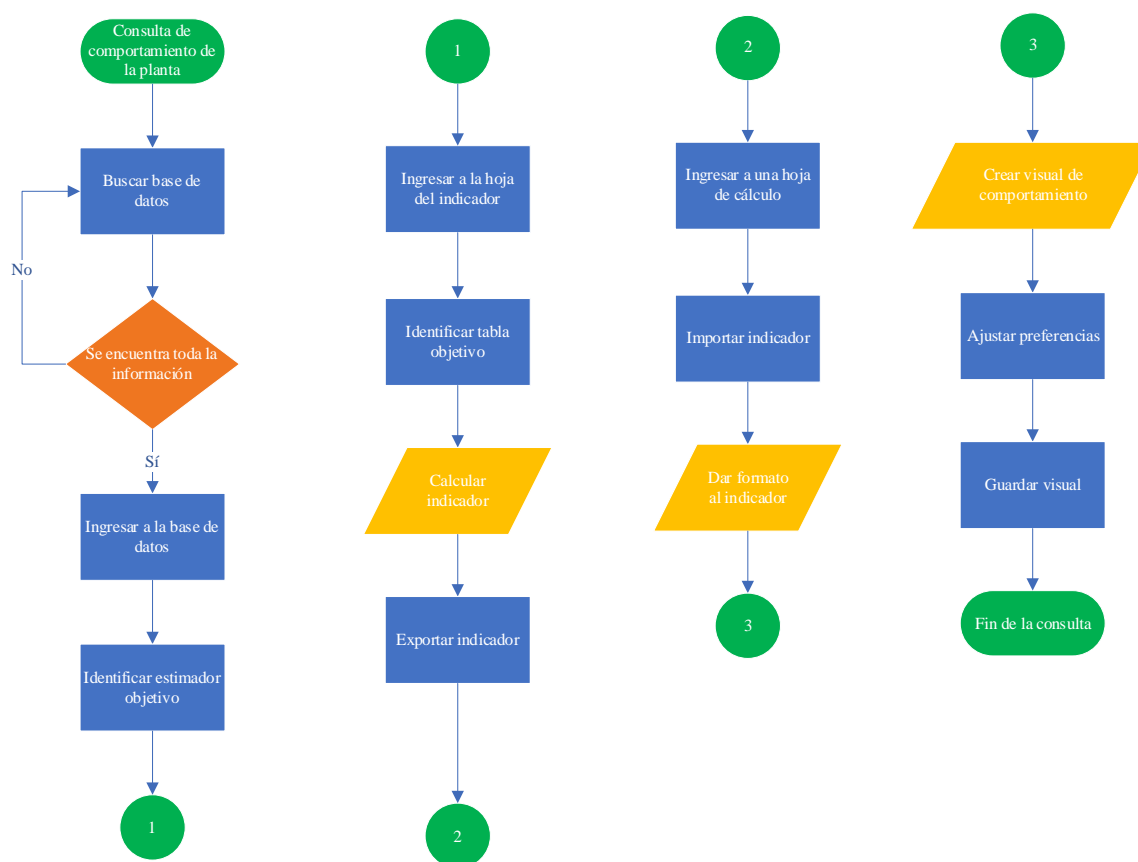 Consulta de
comportamiento de
la planta
Buscar base de
datos
No
Se encuentra toda la
información
Sí
Ingresar a la base de
datos
Identificar estimador
objetivo
1
1
Ingresar a la hoja
del indicador
Identificar tabla
objetivo
Calcular
indicador
Exportar indicador
2
2
Ingresar a una hoja
de cálculo
Importar indicador
Dar formato
al indicador
3
3
Crear visual de
comportamiento
Ajustar preferencias
Guardar visual
Fin de la consulta